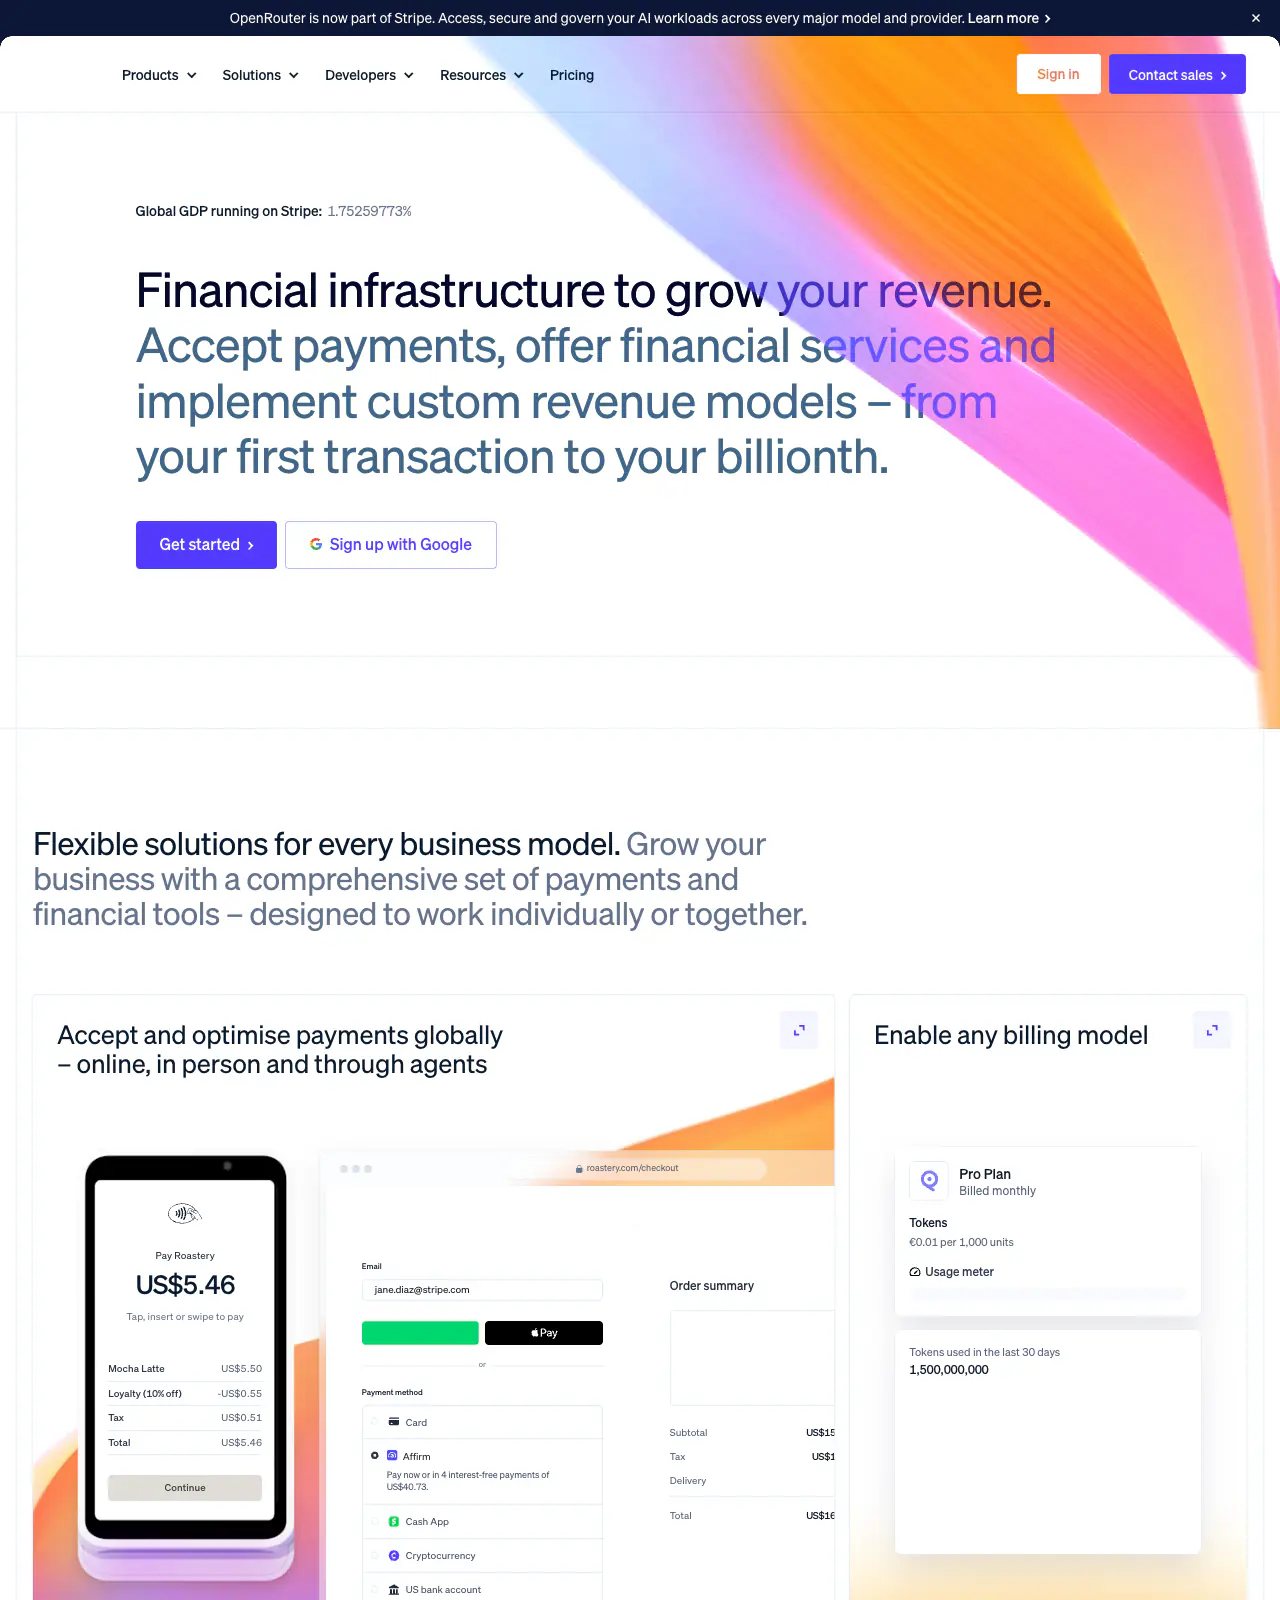 OpenRouter is now part of Stripe. Access, secure and govern your AI workloads across every major model and provider. Learn more
Products
Solutions
Developers
Resources
Pricing
Sign in
Contact sales
Global GDP running on Stripe: 1.75259773%
Financial infrastructure to grow your revenue.
Accept payments, offer financial services and
implement custom revenue models – from
your first transaction to your billionth.
Get started
Sign up with Google
Flexible solutions for every business model. Grow your
business with a comprehensive set of payments and
financial tools – designed to work individually or together.
Accept and optimise payments globally
– online, in person and through agents
Pay Roastery
US$5.46
Tap, insert or swipe to pay
Mocha Latte US$5.50
Loyalty (10% off) -US$0.55
Tax US$0.51
Total US$5.46
Continue
roastery.com/checkout
Email
jane.diaz@stripe.com
Pay
or
Payment method
Card
Affirm
Pay now or in 4 interest-free payments of
US$40.73.
Cash App
Cryptocurrency
US bank account
Order summary
Subtotal US$15
Tax US$1
Delivery
Total US$16
Enable any billing model
Pro Plan
Billed monthly
Tokens
€0.01 per 1,000 units
Usage meter
Tokens used in the last 30 days
1,500,000,000